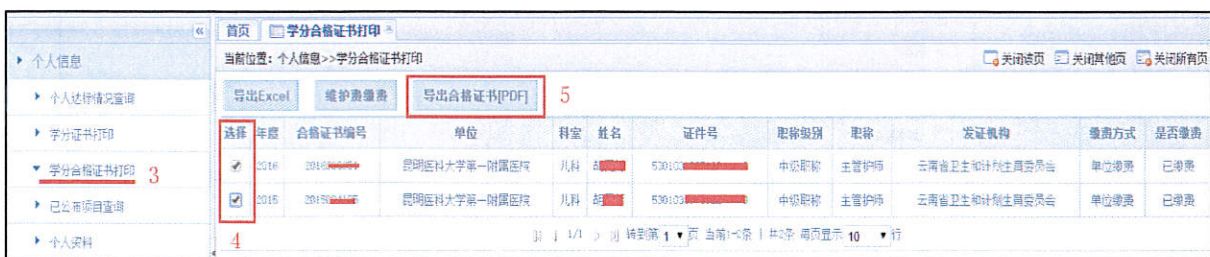 首页 学分合格证书打印
个人信息
当前位置：个人信息>>学分合格证书打印
关闭该页 关闭其他页 关闭所有页
个人达标情况查询
导出Excel 维护费缴费 导出合格证书[PDF] 5
学分证书打印
选择 年度 合格证书编号 单位 科室 姓名 证件号 职称级别 职称 发证机构 缴费方式 是否缴费
学分合格证书打印 3
2016 2016 昆明医科大学第一附属医院 儿科 530103 中级职称 主管护师 云南省卫生和计划生育委员会 单位缴费 已缴费
已公布项目查询
2015 2015 昆明医科大学第一附属医院 儿科 530103 中级职称 主管护师 云南省卫生和计划生育委员会 单位缴费 已缴费
个人资料
4
1/1 转到第 1 页 当前1-2条 共2条 每页显示 10 行